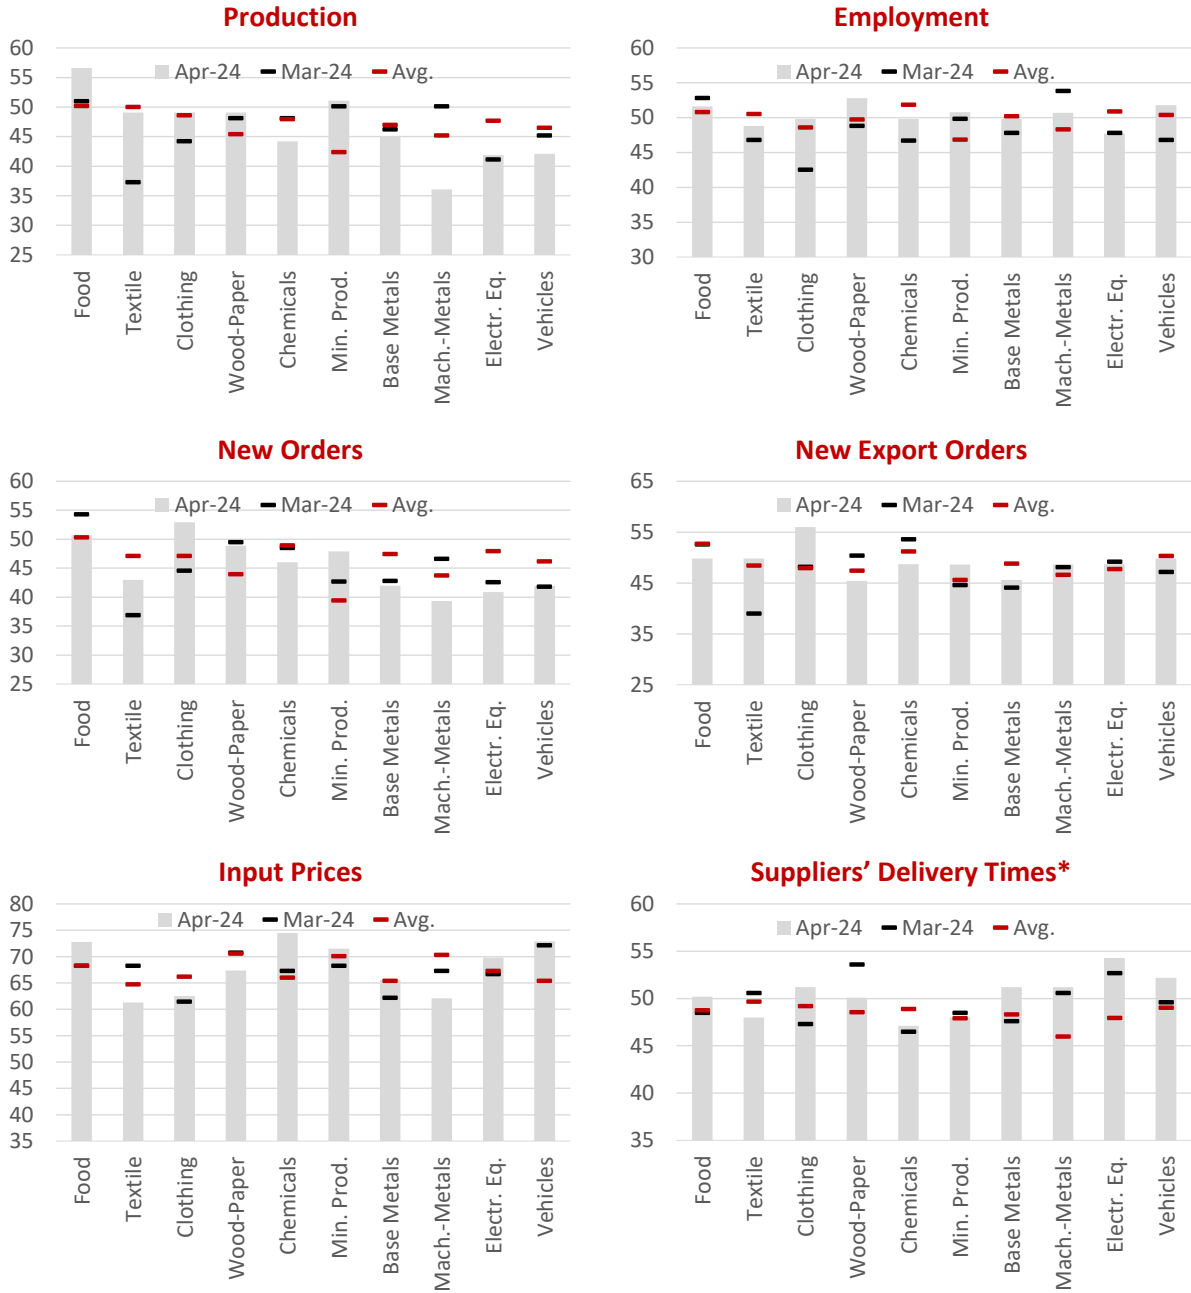 Production
60
55
50
45
40
35
30
25
Apr-24 Mar-24 Avg.
Food
Textile
Clothing
Wood-Paper
Chemicals
Min. Prod.
Base Metals
Mach.-Metals
Electr. Eq.
Vehicles
Employment
60
55
50
45
40
35
30
Apr-24 Mar-24 Avg.
Food
Textile
Clothing
Wood-Paper
Chemicals
Min. Prod.
Base Metals
Mach.-Metals
Electr. Eq.
Vehicles
New Orders
60
55
50
45
40
35
30
25
Apr-24 Mar-24 Avg.
Food
Textile
Clothing
Wood-Paper
Chemicals
Min. Prod.
Base Metals
Mach.-Metals
Electr. Eq.
Vehicles
New Export Orders
65
55
45
35
25
Apr-24 Mar-24 Avg.
Food
Textile
Clothing
Wood-Paper
Chemicals
Min. Prod.
Base Metals
Mach.-Metals
Electr. Eq.
Vehicles
Input Prices
80
75
70
65
60
55
50
45
40
35
Apr-24 Mar-24 Avg.
Food
Textile
Clothing
Wood-Paper
Chemicals
Min. Prod.
Base Metals
Mach.-Metals
Electr. Eq.
Vehicles
Suppliers’ Delivery Times*
60
55
50
45
40
35
Apr-24 Mar-24 Avg.
Food
Textile
Clothing
Wood-Paper
Chemicals
Min. Prod.
Base Metals
Mach.-Metals
Electr. Eq.
Vehicles